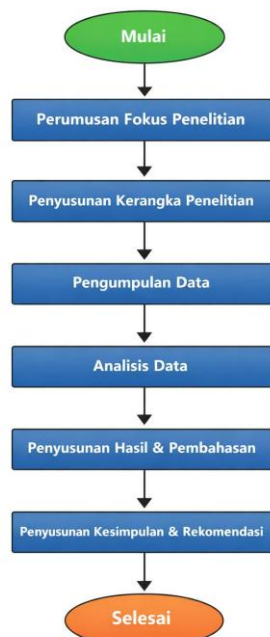 Mulai
Perumusan Fokus Penelitian
Penyusunan Kerangka Penelitian
Pengumpulan Data
Analisis Data
Penyusunan Hasil & Pembahasan
Penyusunan Kesimpulan & Rekomendasi
Selesai